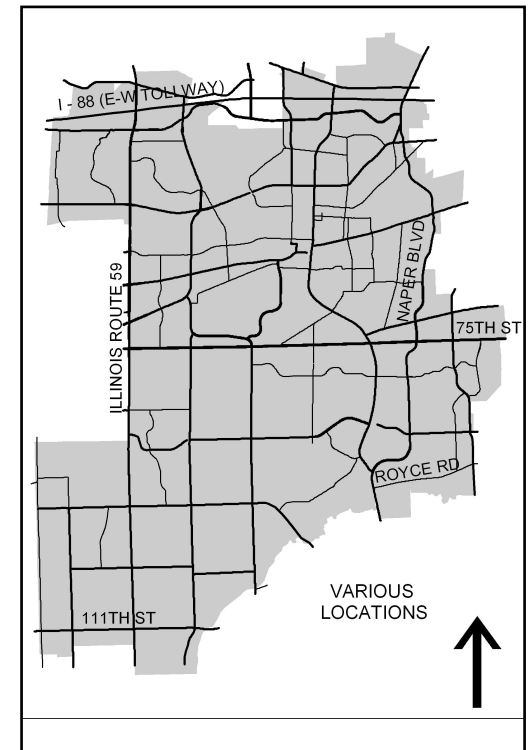 I - 88 (E-W TOLLWAY)
ILLINOIS ROUTE 59
NAPER BLVD
75TH ST
ROYCE RD
VARIOUS
LOCATIONS
111TH ST